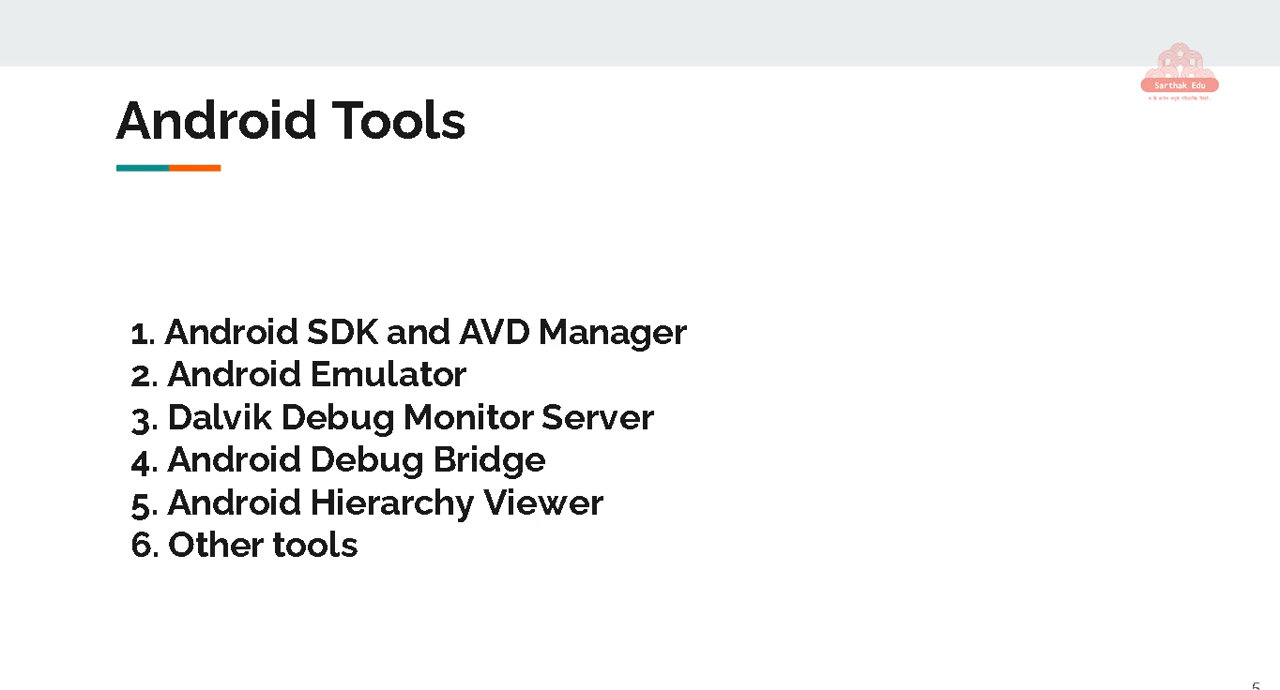 Sarthak Edu
Android Tools
1. Android SDK and AVD Manager
2. Android Emulator
3. Dalvik Debug Monitor Server
4. Android Debug Bridge
5. Android Hierarchy Viewer
6. Other tools
5